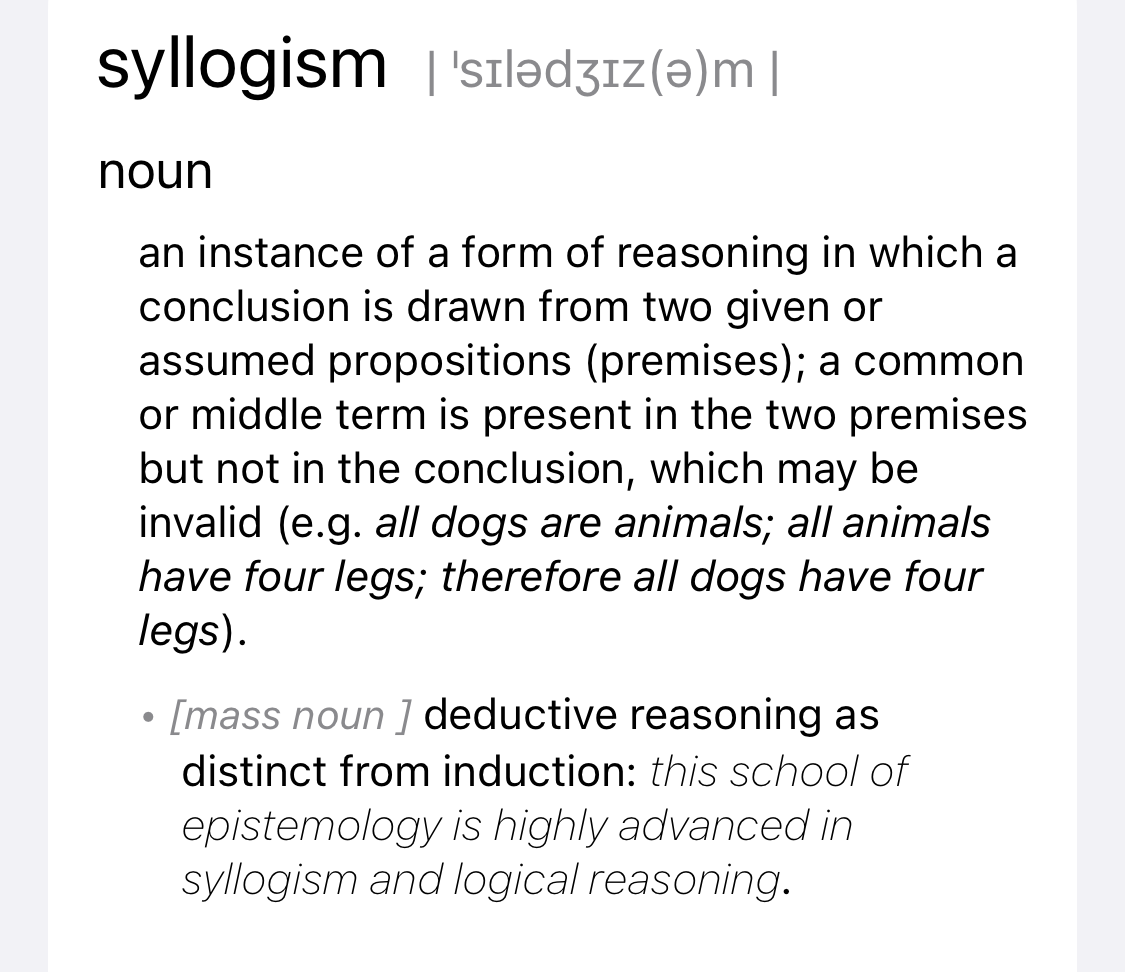 syllogism | ˈsɪlədʒɪz(ə)m |
noun
an instance of a form of reasoning in which a
conclusion is drawn from two given or
assumed propositions (premises); a common
or middle term is present in the two premises
but not in the conclusion, which may be
invalid (e.g. all dogs are animals; all animals
have four legs; therefore all dogs have four
legs).
• [mass noun ] deductive reasoning as
distinct from induction: this school of
epistemology is highly advanced in
syllogism and logical reasoning.